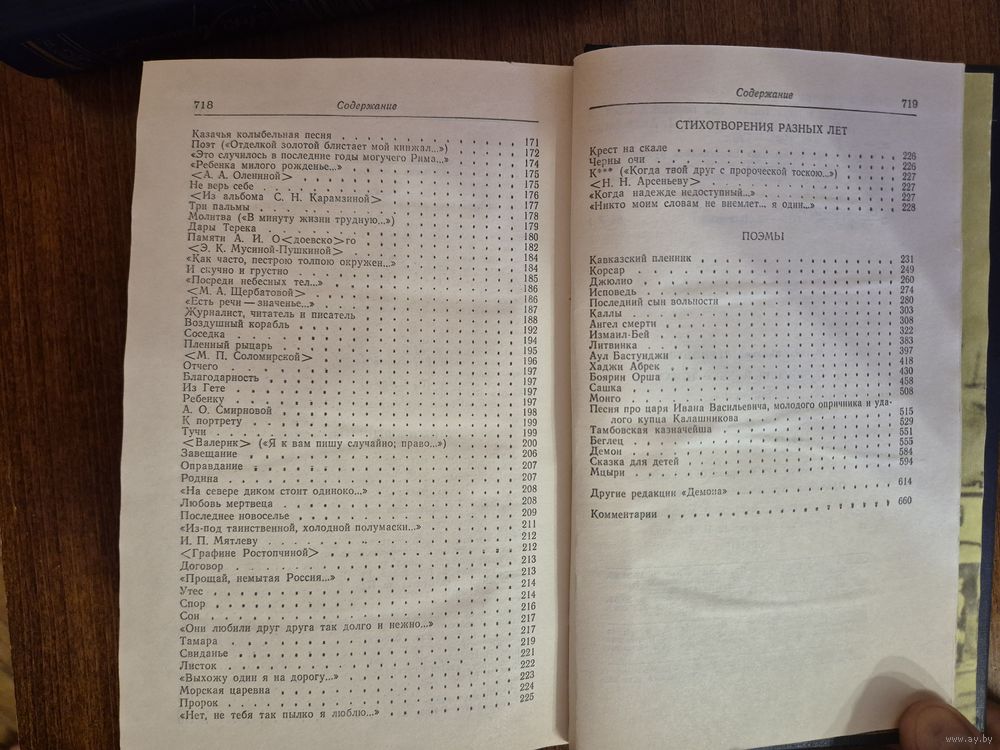 718
Содержание
Казачья колыбельная песня . . . 171
Поэт («Отделкой золотой блистает мой кинжал...») . . . 172
«Это случилось в последние годы могучего Рима...» . . . 174
«Ребенка милого рожденье...» . . . 175
<А. А. Олениной> . . . 175
Не верь себе . . . 176
<Из альбома С. Н. Карамзиной> . . . 177
Три пальмы . . . 178
Молитва («В минуту жизни трудную...») . . . 179
Дары Терека . . . 180
Памяти А. И. О<доевско>го . . . 182
<Э. К. Мусиной-Пушкиной> . . . 184
«Как часто, пестрою толпою окружен...» . . . 184
И скучно и грустно . . . 185
«Посреди небесных тел...» . . . 186
<М. А. Щербатовой> . . . 186
«Есть речи — значенье...» . . . 187
Журналист, читатель и писатель . . . 188
Воздушный корабль . . . 192
Соседка . . . 194
Пленный рыцарь . . . 195
<М. П. Соломирской> . . . 196
Отчего . . . 197
Благодарность . . . 197
Из Гете . . . 197
Ребенку . . . 197
А. О. Смирновой . . . 198
К портрету . . . 199
Тучи . . . 199
<Валерик> («Я к вам пишу случайно; право...») . . . 200
Завещание . . . 206
Оправдание . . . 207
Родина . . . 207
«На севере диком стоит одиноко...» . . . 208
Любовь мертвеца . . . 208
Последнее новоселье . . . 209
«Из-под таинственной, холодной полумаски...» . . . 211
И. П. Мятлеву . . . 212
<Графине Ростопчиной> . . . 212
Договор . . . 213
«Прощай, немытая Россия...» . . . 213
Утес . . . 214
Спор . . . 214
Сон . . . 216
«Они любили друг друга так долго и нежно...» . . . 217
Тамара . . . 217
Свиданье . . . 219
Листок . . . 221
«Выхожу один я на дорогу...» . . . 222
Морская царевна . . . 223
Пророк . . . 224
«Нет, не тебя так пылко я люблю...» . . . 225
Содержание
719
СТИХОТВОРЕНИЯ РАЗНЫХ ЛЕТ
Крест на скале . . . 226
Черны очи . . . 226
К*** («Когда твой друг с пророческой тоскою...») . . . 227
<Н. Н. Арсеньеву> . . . 227
«Когда надежде недоступный...» . . . 227
«Никто моим словам не внемлет... я один...» . . . 228
ПОЭМЫ
Кавказский пленник . . . 231
Корсар . . . 249
Джюлио . . . 260
Исповедь . . . 274
Последний сын вольности . . . 280
Каллы . . . 303
Ангел смерти . . . 308
Измаил-Бей . . . 322
Литвинка . . . 383
Аул Бастунджи . . . 397
Хаджи Абрек . . . 418
Боярин Орша . . . 430
Сашка . . . 458
Монго . . . 508
Песня про царя Ивана Васильевича, молодого опричника и уда-
лого купца Калашникова . . . 515
Тамбовская казначейша . . . 529
Беглец . . . 551
Демон . . . 555
Сказка для детей . . . 584
Мцыри . . . 594
Другие редакции «Демона» . . . 614
Комментарии . . . 660
www.ay.by